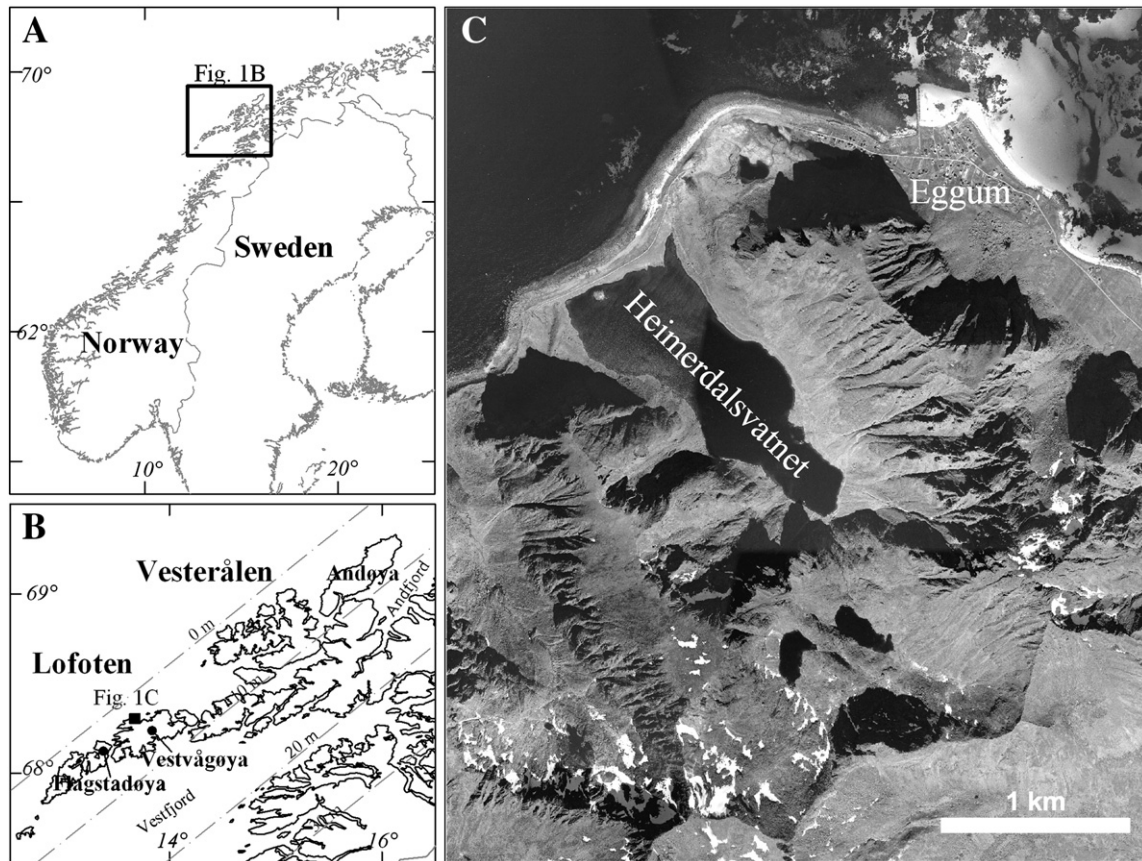 A
70°
Fig. 1B
Sweden
62°
Norway
10°
20°
B
Vesterålen
69°
Andøya
Andfjord
0 m
Lofoten
10 m
Fig. 1C
20 m
Vestvågøya
68°
Flagstadøya
Vestfjord
14°
16°
C
Eggum
Heimerdalsvatnet
1 km